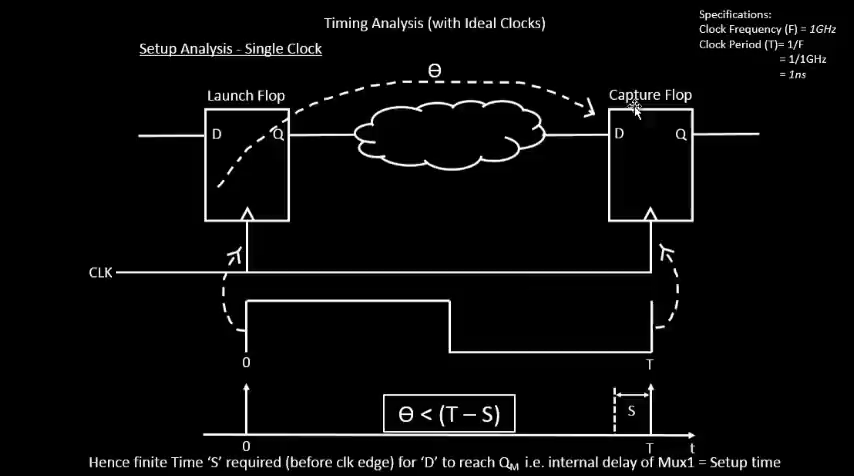 Timing Analysis (with Ideal Clocks)
Specifications:
Clock Frequency (F) = 1GHz
Clock Period (T)= 1/F
= 1/1GHz
= 1ns
Setup Analysis - Single Clock
Ɵ
Launch Flop
Capture Flop
D Q
D Q
CLK
0 T
Ɵ < (T – S)
S
0 T t
Hence finite Time ‘S’ required (before clk edge) for ‘D’ to reach QM i.e. internal delay of Mux1 = Setup time